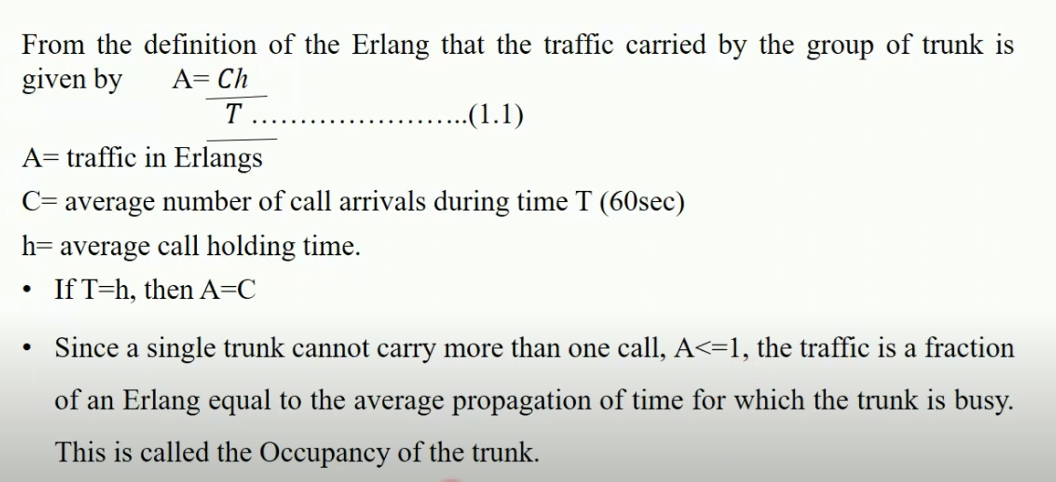 From the definition of the Erlang that the traffic carried by the group of trunk is
given by A= Ch
T ........................(1.1)
A= traffic in Erlangs
C= average number of call arrivals during time T (60sec)
h= average call holding time.
• If T=h, then A=C
• Since a single trunk cannot carry more than one call, A<=1, the traffic is a fraction
of an Erlang equal to the average propagation of time for which the trunk is busy.
This is called the Occupancy of the trunk.